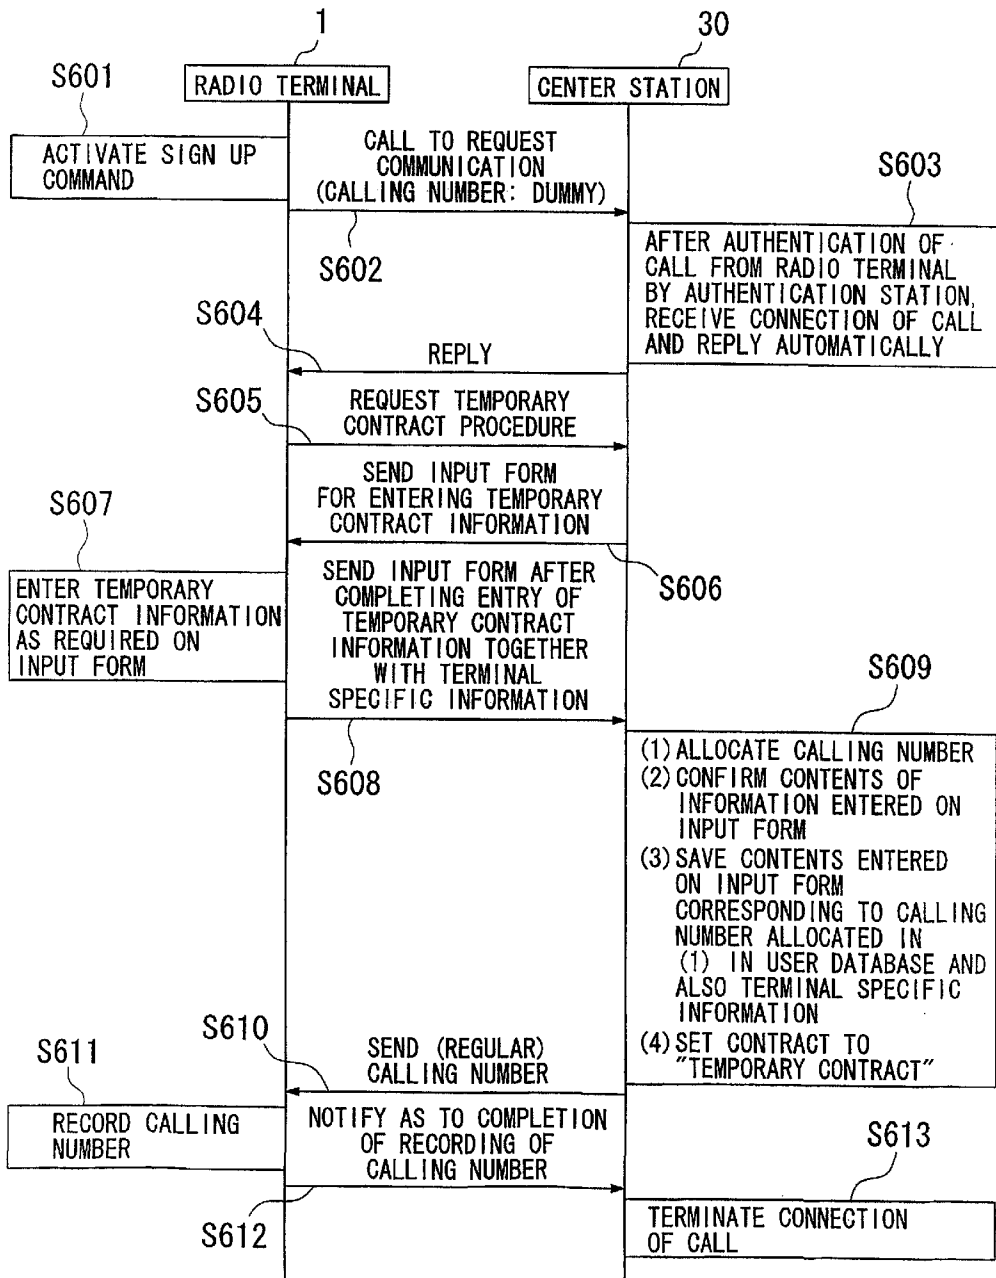 1
30
RADIO TERMINAL
CENTER STATION
S601
ACTIVATE SIGN UP
COMMAND
CALL TO REQUEST
COMMUNICATION
(CALLING NUMBER: DUMMY)
S602
S603
AFTER AUTHENTICATION OF
CALL FROM RADIO TERMINAL
BY AUTHENTICATION STATION,
RECEIVE CONNECTION OF CALL
AND REPLY AUTOMATICALLY
S604
REPLY
S605
REQUEST TEMPORARY
CONTRACT PROCEDURE
SEND INPUT FORM
FOR ENTERING TEMPORARY
CONTRACT INFORMATION
S606
S607
ENTER TEMPORARY
CONTRACT INFORMATION
AS REQUIRED ON
INPUT FORM
SEND INPUT FORM AFTER
COMPLETING ENTRY OF
TEMPORARY CONTRACT
INFORMATION TOGETHER
WITH TERMINAL
SPECIFIC INFORMATION
S608
S609
(1) ALLOCATE CALLING NUMBER
(2) CONFIRM CONTENTS OF
INFORMATION ENTERED ON
INPUT FORM
(3) SAVE CONTENTS ENTERED
ON INPUT FORM
CORRESPONDING TO CALLING
NUMBER ALLOCATED IN
(1) IN USER DATABASE AND
ALSO TERMINAL SPECIFIC
INFORMATION
(4) SET CONTRACT TO
"TEMPORARY CONTRACT"
S610
SEND (REGULAR)
CALLING NUMBER
S611
RECORD CALLING
NUMBER
NOTIFY AS TO COMPLETION
OF RECORDING OF
CALLING NUMBER
S612
S613
TERMINATE CONNECTION
OF CALL